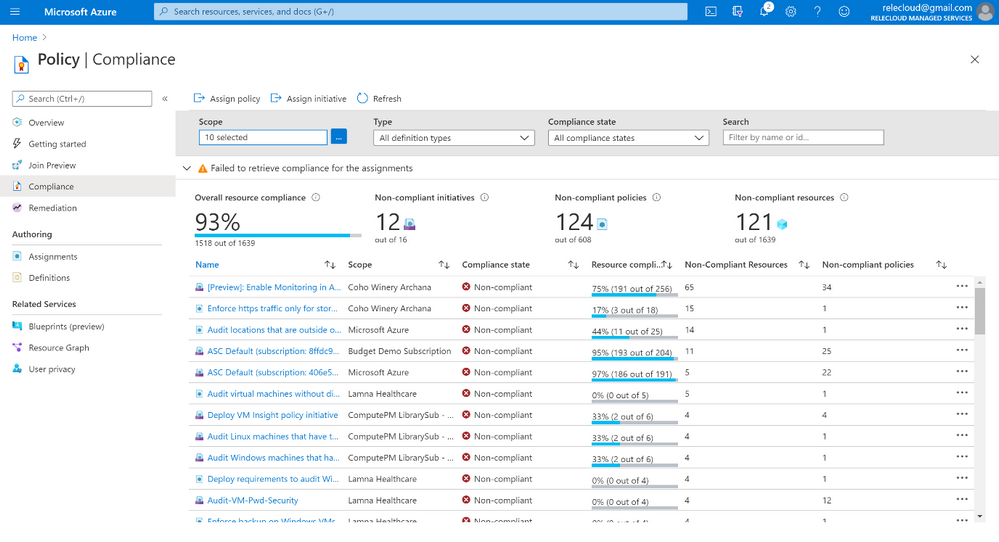 Microsoft Azure
Search resources, services, and docs (G+/)
2
relecloud@gmail.com
RELECLOUD MANAGED SERVICES
Home >
Policy | Compliance
Search (Ctrl+/)
«
Overview
Getting started
Join Preview
Compliance
Remediation
Authoring
Assignments
Definitions
Related Services
Blueprints (preview)
Resource Graph
User privacy
Assign policy Assign initiative Refresh
Scope Type Compliance state Search
10 selected ... All definition types All compliance states Filter by name or id...
Failed to retrieve compliance for the assignments
Overall resource compliance Non-compliant initiatives Non-compliant policies Non-compliant resources
93% 12 124 121
1518 out of 1639 out of 16 out of 608 out of 1639
Name Scope Compliance state Resource compli... Non-Compliant Resources Non-compliant policies
[Preview]: Enable Monitoring in A... Coho Winery Archana Non-compliant 75% (191 out of 256) 65 34 ...
Enforce https traffic only for stor... Coho Winery Archana Non-compliant 17% (3 out of 18) 15 1 ...
Audit locations that are outside o... Microsoft Azure Non-compliant 44% (11 out of 25) 14 1 ...
ASC Default (subscription: 8ffdc9... Budget Demo Subscription Non-compliant 95% (193 out of 204) 11 25 ...
ASC Default (subscription: 406e5... Microsoft Azure Non-compliant 97% (186 out of 191) 5 22 ...
Audit virtual machines without di... Lamna Healthcare Non-compliant 0% (0 out of 5) 5 1 ...
Deploy VM Insight policy initiative ComputePM LibrarySub - ... Non-compliant 33% (2 out of 6) 4 4 ...
Audit Linux machines that have t... ComputePM LibrarySub - ... Non-compliant 33% (2 out of 6) 4 1 ...
Audit Windows machines that ha... ComputePM LibrarySub - ... Non-compliant 33% (2 out of 6) 4 1 ...
Deploy requirements to audit Wi... Lamna Healthcare Non-compliant 0% (0 out of 4) 4 1 ...
Audit-VM-Pwd-Security Lamna Healthcare Non-compliant 0% (0 out of 4) 4 12 ...
Enforce backup on Windows VMs... Lamna Healthcare Non-compliant 0% (0 out of 4) 4 1 ...